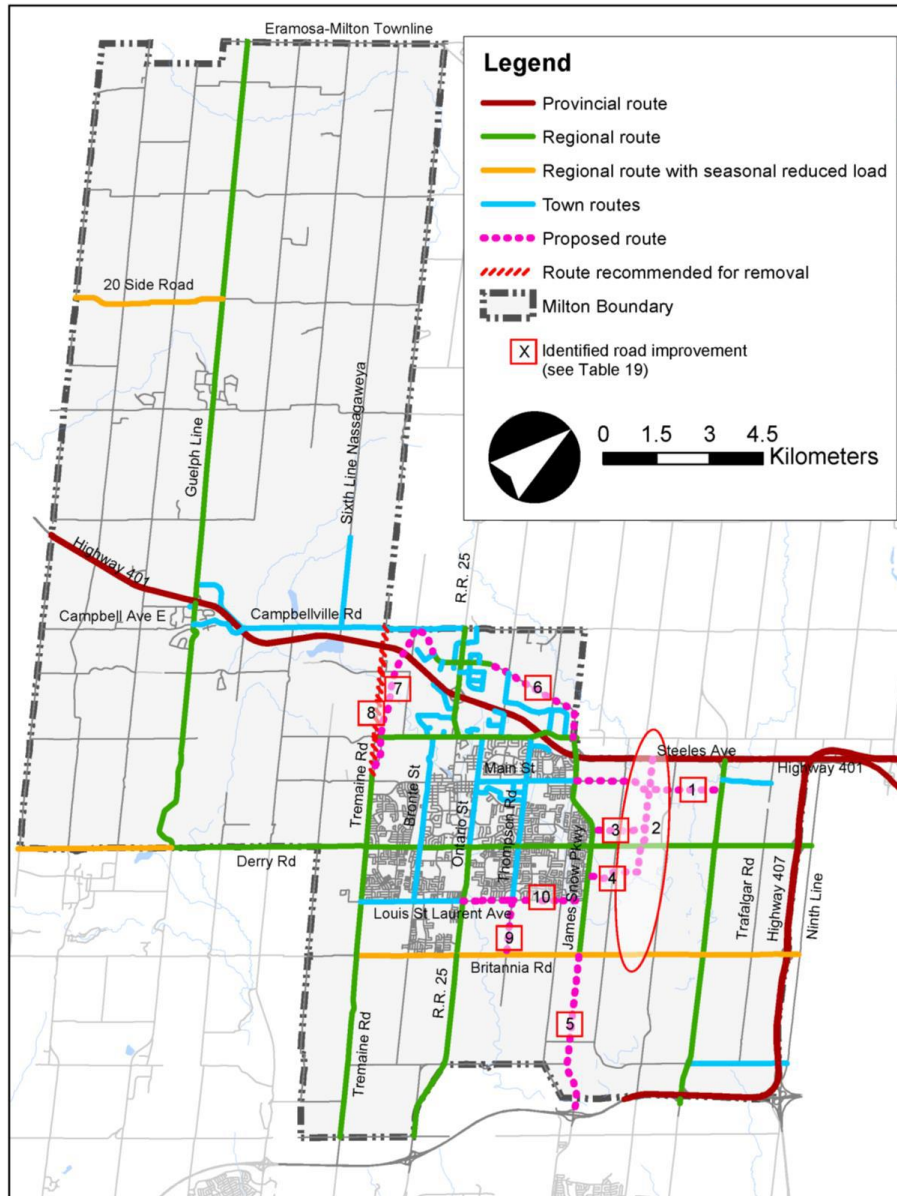 Eramosa-Milton Townline
Legend
Provincial route
Regional route
Regional route with seasonal reduced load
Town routes
Proposed route
Route recommended for removal
Milton Boundary
X Identified road improvement
(see Table 19)
0 1.5 3 4.5
Kilometers
20 Side Road
Guelph Line
Sixth Line Nassagaweya
Highway 401
Campbell Ave E
Campbellville Rd
R.R. 25
7
6
8
Tremaine Rd
Bronte St
Ontario St
Main St
Thompson Rd
James Snow Pkwy
Steeles Ave
Highway 401
1
3
2
4
Derry Rd
Louis St Laurent Ave
10
9
Britannia Rd
Trafalgar Rd
Highway 407
Ninth Line
Tremaine Rd
R.R. 25
5